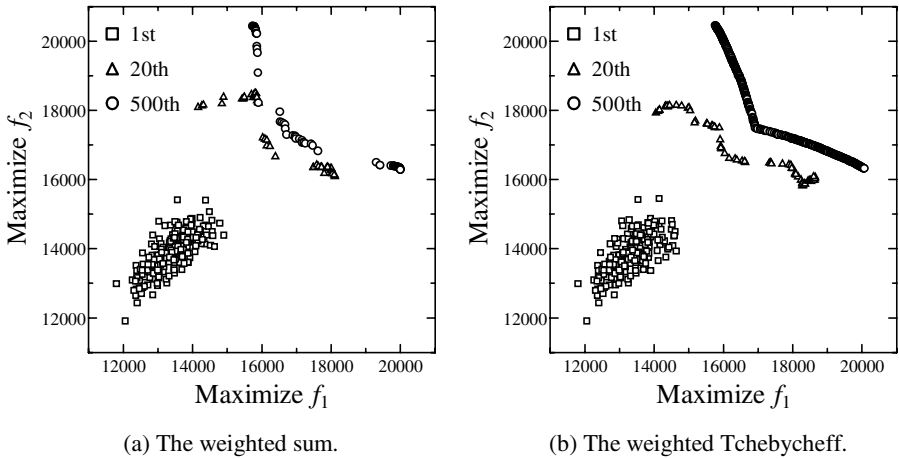 20000
18000
16000
14000
12000
Maximize f2
1st
20th
500th
12000 14000 16000 18000 20000
Maximize f1
(a) The weighted sum.
20000
18000
16000
14000
12000
Maximize f2
1st
20th
500th
12000 14000 16000 18000 20000
Maximize f1
(b) The weighted Tchebycheff.